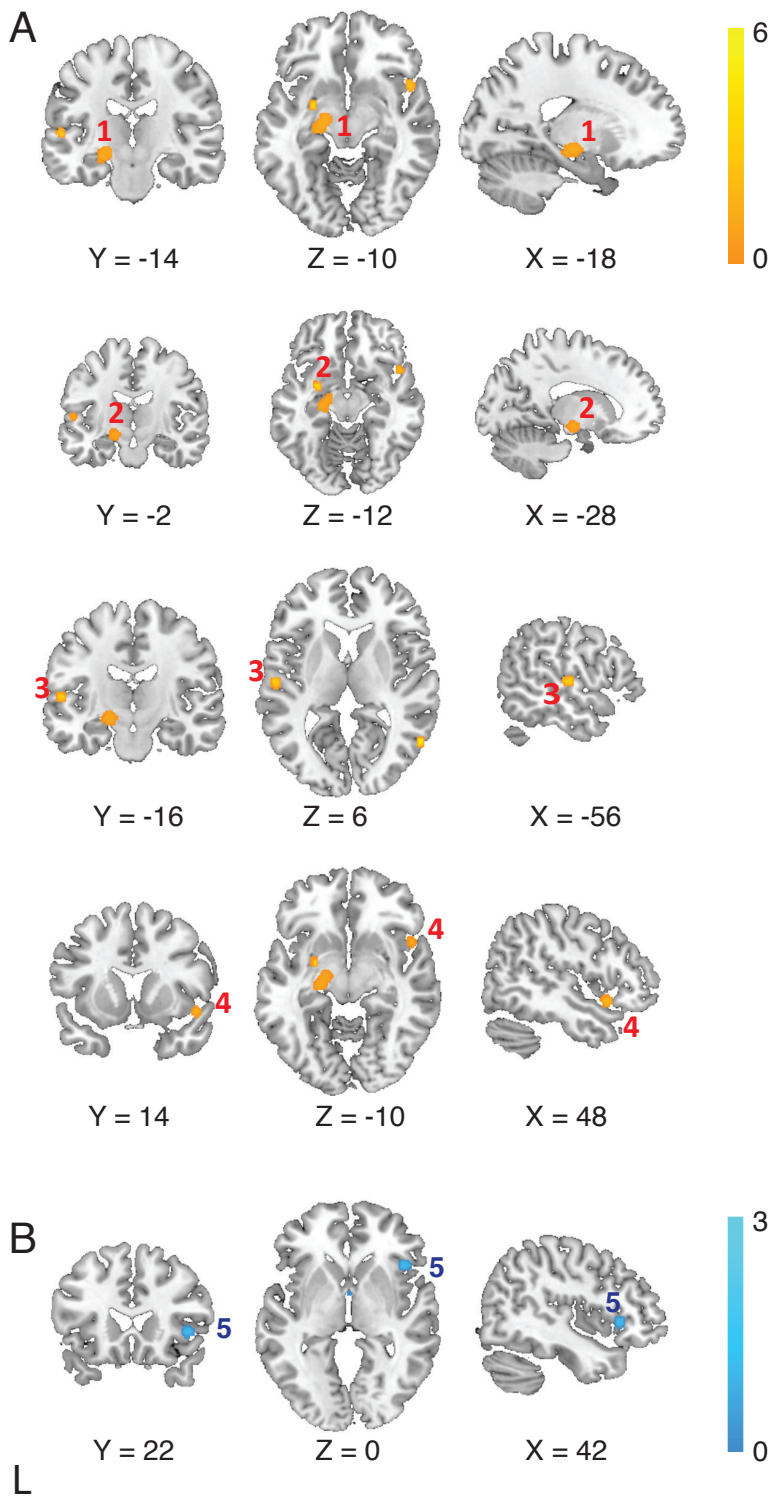 A
6
1
1
1
0
Y = -14
Z = -10
X = -18
2
2
2
Y = -2
Z = -12
X = -28
3
3
3
Y = -16
Z = 6
X = -56
4
4
4
Y = 14
Z = -10
X = 48
B
3
5
5
5
0
Y = 22
Z = 0
X = 42
L